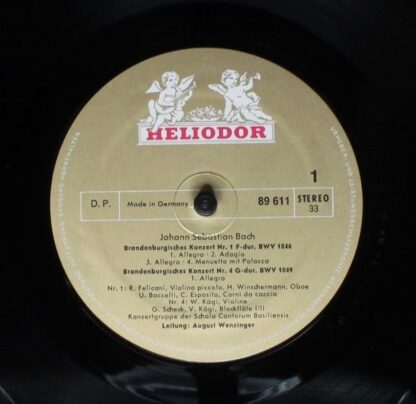 HELIODOR
1
D.P.
Made in Germany
89 611
STEREO
33
Johann Sebastian Bach
Brandenburgisches Konzert Nr. 1 F-dur, BWV 1046
1. Allegro · 2. Adagio
3. Allegro · 4. Menuetto mit Polacca
Brandenburgisches Konzert Nr. 4 G-dur, BWV 1049
1. Allegro
Nr. 1: R. Felicani, Violino piccolo, H. Winschermann, Oboe
U. Baccelli, C. Esposito, Corni da caccia
Nr. 4: W. Kägi, Violine
G. Scheck, V. Kägi, Blockflöte I/II
Konzertgruppe der Schola Cantorum Basiliensis
Leitung: August Wenzinger